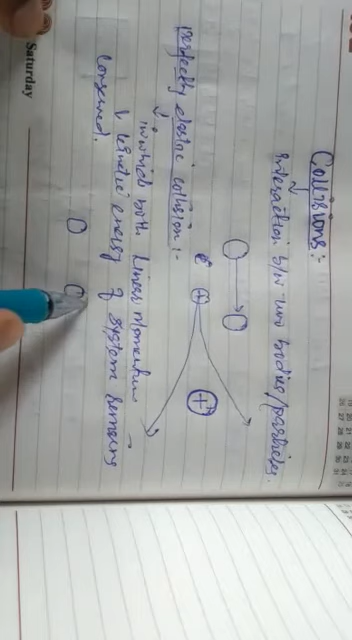 Collisions :-
interaction b/w two bodies/particles.
e
+
+
Perfectly elastic collision :-
in which both Linear Momentum
& kinetic energy of system remains
Conserved.
Saturday